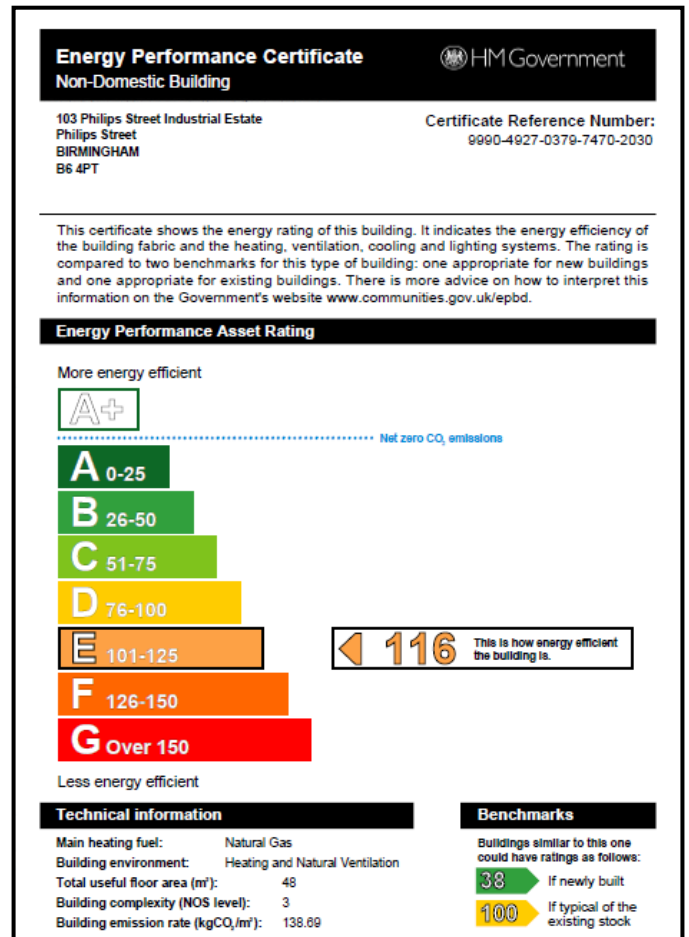 Energy Performance Certificate
HM Government
Non-Domestic Building
103 Philips Street Industrial Estate
Philips Street
BIRMINGHAM
B6 4PT
Certificate Reference Number:
9990-4927-0379-7470-2030
This certificate shows the energy rating of this building. It indicates the energy efficiency of
the building fabric and the heating, ventilation, cooling and lighting systems. The rating is
compared to two benchmarks for this type of building: one appropriate for new buildings
and one appropriate for existing buildings. There is more advice on how to interpret this
information on the Government's website www.communities.gov.uk/epbd.
Energy Performance Asset Rating
More energy efficient
A+
Net zero CO₂ emissions
A 0-25
B 26-50
C 51-75
D 76-100
E 101-125
116 This is how energy efficient
the building is.
F 126-150
G Over 150
Less energy efficient
Technical information
Main heating fuel: Natural Gas
Building environment: Heating and Natural Ventilation
Total useful floor area (m²): 48
Building complexity (NOS level): 3
Building emission rate (kgCO₂/m²): 138.69
Benchmarks
Buildings similar to this one
could have ratings as follows:
38 If newly built
100 If typical of the
existing stock